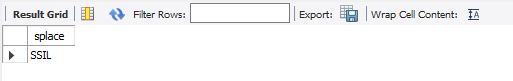 Result Grid Filter Rows: Export: Wrap Cell Content:
splace
SSIL